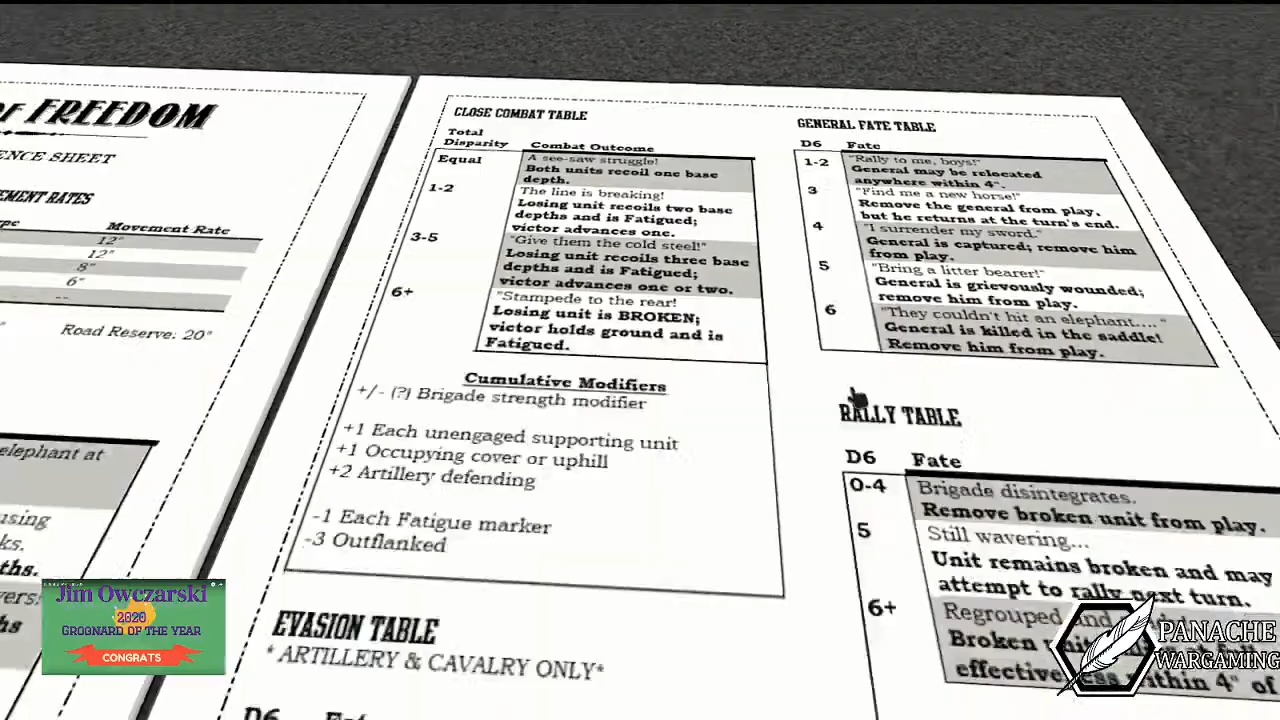 OF FREEDOM
ENCE SHEET
EMENT RATES
ype Movement Rate
12"
12"
8"
6"
--
Road Reserve: 20"
elephant at
using
ks.
ths.
vers:
hs
CLOSE COMBAT TABLE
Total
Disparity Combat Outcome
Equal A see-saw struggle!
Both units recoil one base
depth.
1-2 The line is breaking!
Losing unit recoils two base
depths and is Fatigued;
victor advances one.
3-5 "Give them the cold steel!"
Losing unit recoils three base
depths and is Fatigued;
victor advances one or two.
6+ "Stampede to the rear!
Losing unit is BROKEN;
victor holds ground and is
Fatigued.
Cumulative Modifiers
+/- (?) Brigade strength modifier
+1 Each unengaged supporting unit
+1 Occupying cover or uphill
+2 Artillery defending
-1 Each Fatigue marker
-3 Outflanked
EVASION TABLE
* ARTILLERY & CAVALRY ONLY*
D6 Fat
GENERAL FATE TABLE
D6 Fate
1-2 "Rally to me, boys!"
General may be relocated
anywhere within 4".
3 "Find me a new horse!"
Remove the general from play,
but he returns at the turn's end.
4 "I surrender my sword."
General is captured; remove him
from play.
5 "Bring a litter bearer!"
General is grievously wounded;
remove him from play.
6 "They couldn't hit an elephant...."
General is killed in the saddle!
Remove him from play.
RALLY TABLE
D6 Fate
0-4 Brigade disintegrates.
Remove broken unit from play.
5 Still wavering...
Unit remains broken and may
attempt to rally next turn.
6+ Regrouped and
Broken
within 4" of
Jim Owczarski
2020
GROGNARD OF THE YEAR
CONGRATS
PANACHE
WARGAMING